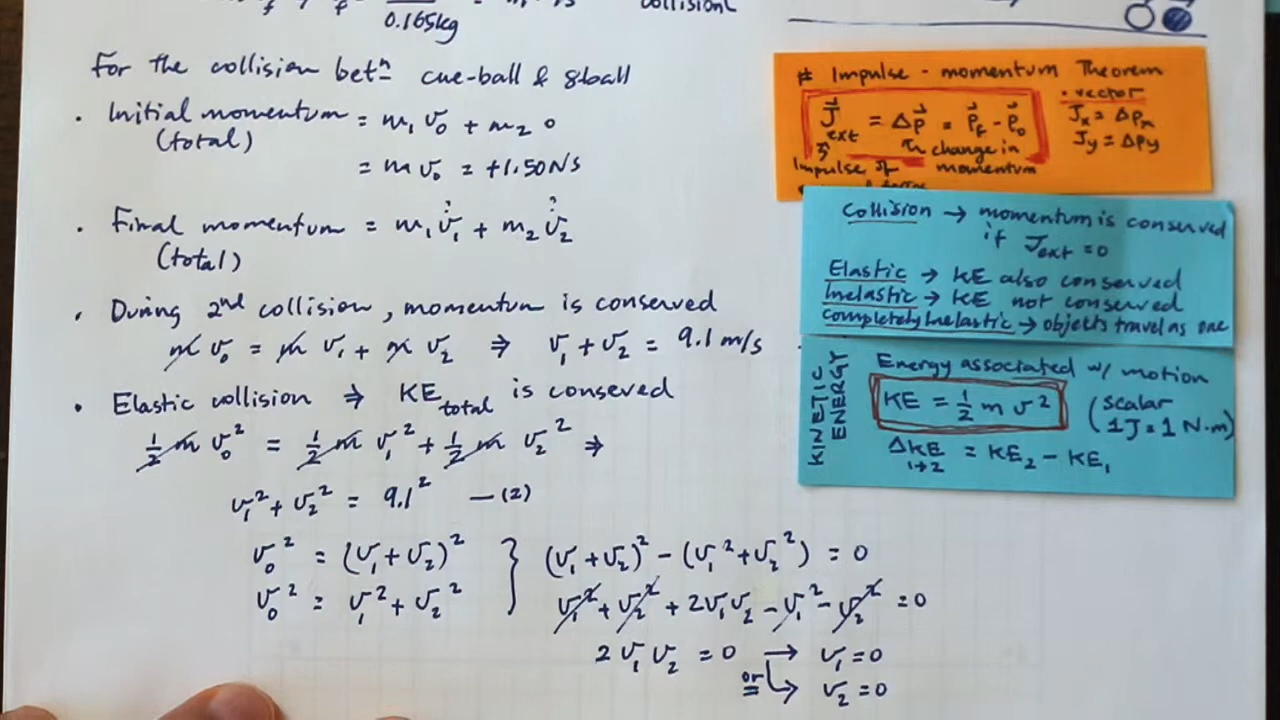 0.165kg
collision
For the collision betⁿ cue-ball & 8ball
. Initial momentum = m₁ v₀ + m₂ 0
(total)
= m v₀ = +1.50Ns
. Final momentum = m₁ v₁ + m₂ v₂
? ?
(total)
. During 2nd collision, momentum is conserved
m v₀ = m v₁ + m v₂ ⇒ v₁ + v₂ = 9.1 m/s
. Elastic collision ⇒ KE total is conseved
½ m v₀² = ½ m v₁² + ½ m v₂² ⇒
v₁² + v₂² = 9.1² —(2)
v₀² = (v₁ + v₂)² } (v₁ + v₂)² - (v₁² + v₂²) = 0
v₀² = v₁² + v₂² v₁² + v₂² + 2v₁v₂ - v₁² - v₂² = 0
2 v₁ v₂ = 0 → v₁ = 0
or → v₂ = 0
# Impulse - momentum Theorem
J⃗ ext = Δp⃗ = p⃗f - p⃗₀
• vector
Jx = Δpx
Jy = Δpy
change in
Impulse of momentum
Collision → momentum is conserved
if Jext = 0
Elastic → KE also conserved
Inelastic → KE not conserved
Completely Inelastic → objects travel as one
KINETIC ENERGY
Energy associated w/ motion
KE = ½ m v² (scalar
1J = 1 N·m)
ΔKE 1→2 = KE₂ - KE₁